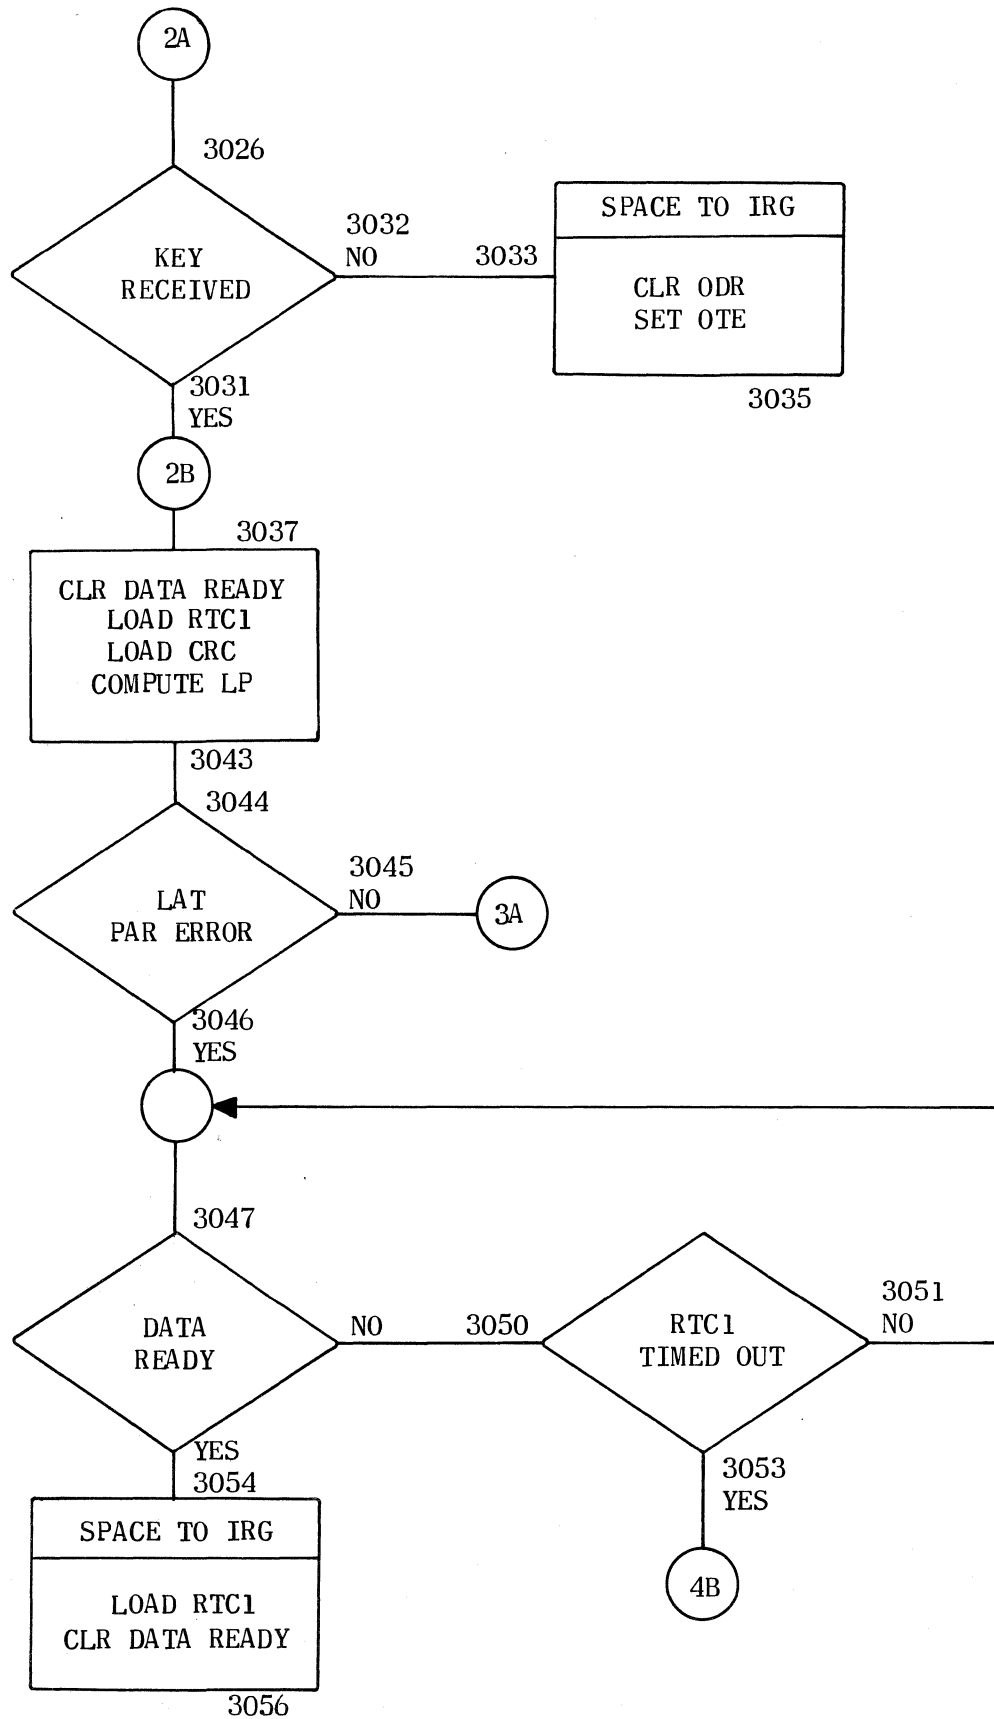 2A
3026
KEY
RECEIVED
3032
NO
3033
SPACE TO IRG
CLR ODR
SET OTE
3035
3031
YES
2B
3037
CLR DATA READY
LOAD RTC1
LOAD CRC
COMPUTE LP
3043
3044
LAT
PAR ERROR
3045
NO
3A
3046
YES
3047
DATA
READY
NO
3050
RTC1
TIMED OUT
3051
NO
YES
3054
3053
YES
SPACE TO IRG
LOAD RTC1
CLR DATA READY
4B
3056